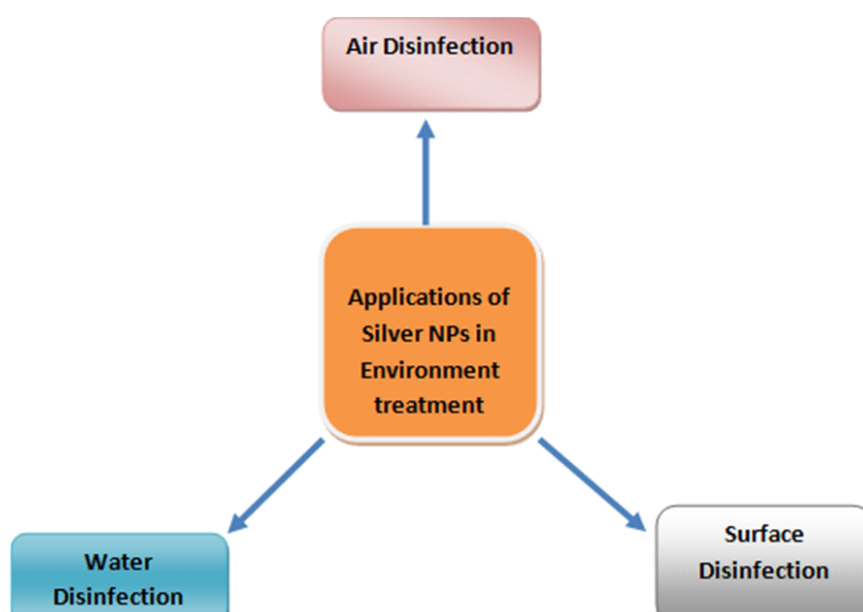 Air Disinfection
Applications of
Silver NPs in
Environment
treatment
Water
Disinfection
Surface
Disinfection